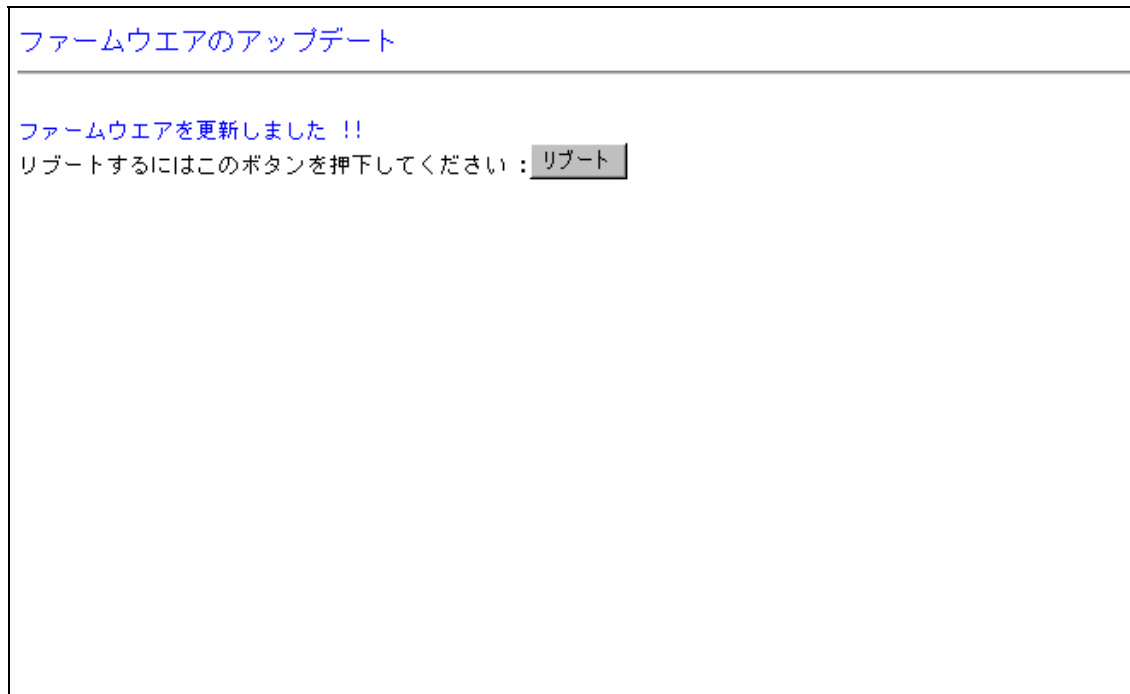 ファームウエアのアップデート
ファームウエアを更新しました !!
リブートするにはこのボタンを押下してください : リブート